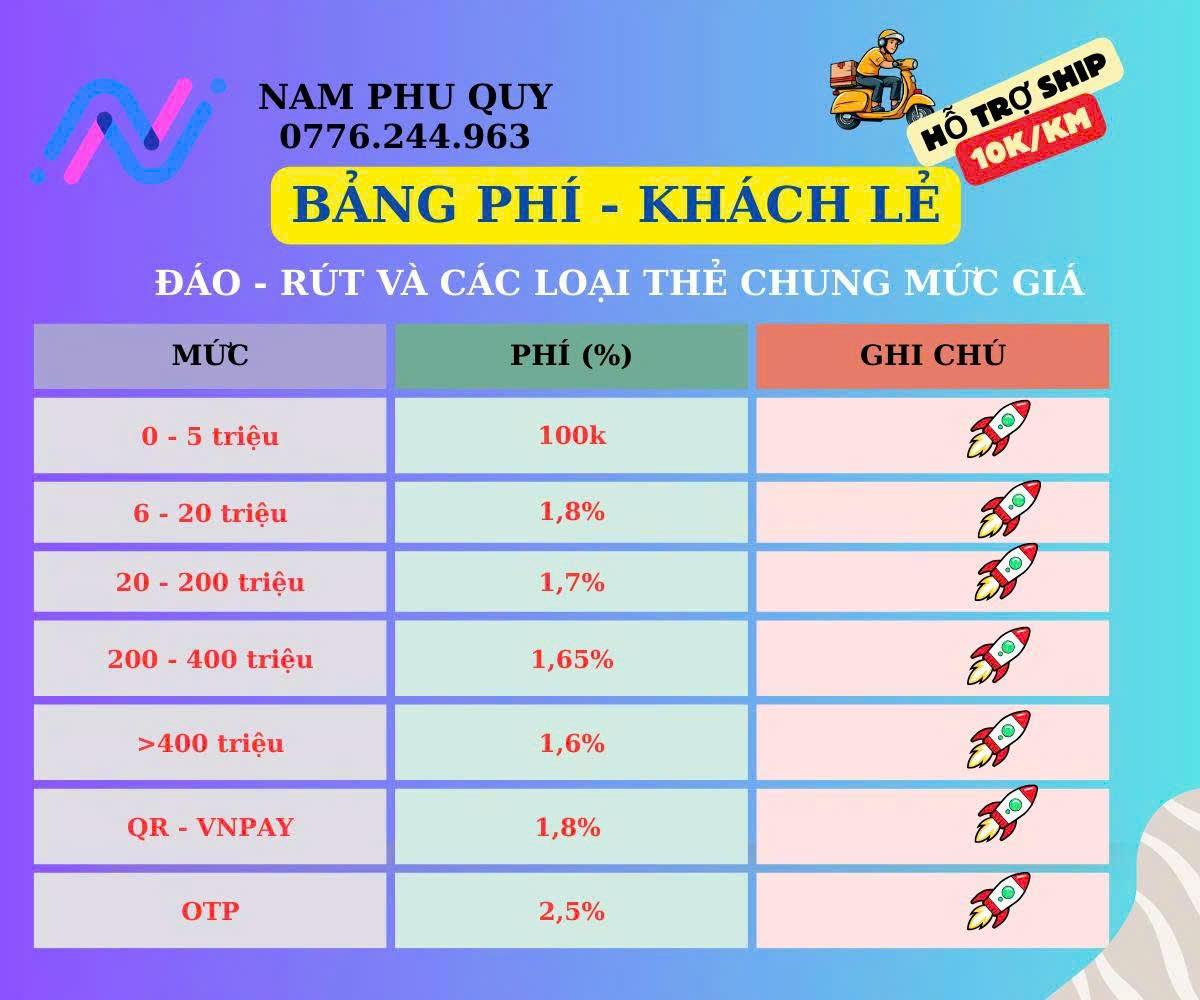 NAM PHU QUY
0776.244.963
HỖ TRỢ SHIP
10K/KM
BẢNG PHÍ - KHÁCH LẺ
ĐÁO - RÚT VÀ CÁC LOẠI THẺ CHUNG MỨC GIÁ
MỨC PHÍ (%) GHI CHÚ
0 - 5 triệu 100k
6 - 20 triệu 1,8%
20 - 200 triệu 1,7%
200 - 400 triệu 1,65%
>400 triệu 1,6%
QR - VNPAY 1,8%
OTP 2,5%